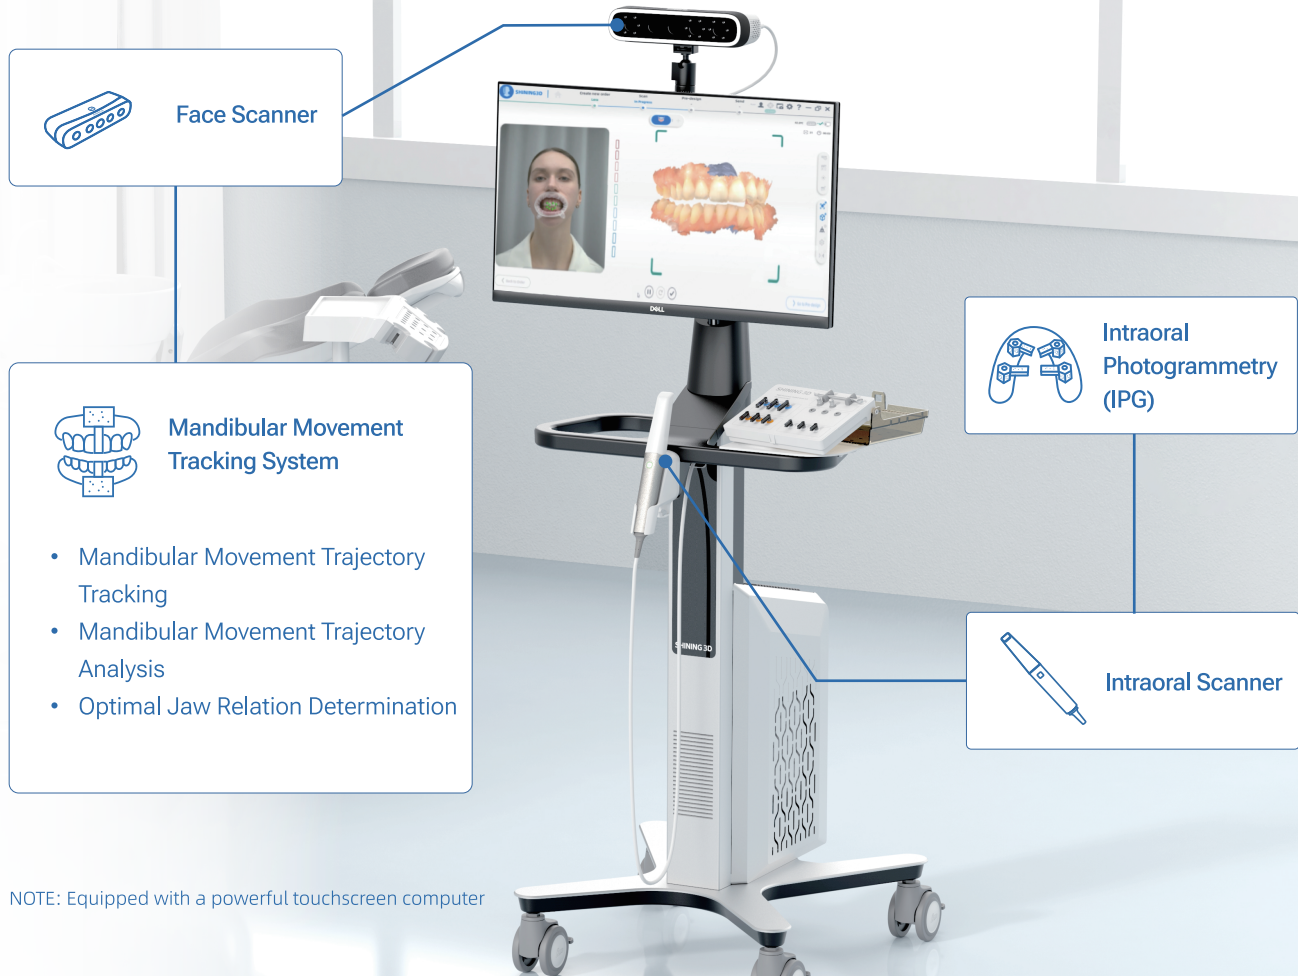 Face Scanner
SHINING3D
DELL
Mandibular Movement
Tracking System
• Mandibular Movement Trajectory
Tracking
• Mandibular Movement Trajectory
Analysis
• Optimal Jaw Relation Determination
Intraoral
Photogrammetry
(IPG)
SHINING 3D
Intraoral Scanner
NOTE: Equipped with a powerful touchscreen computer